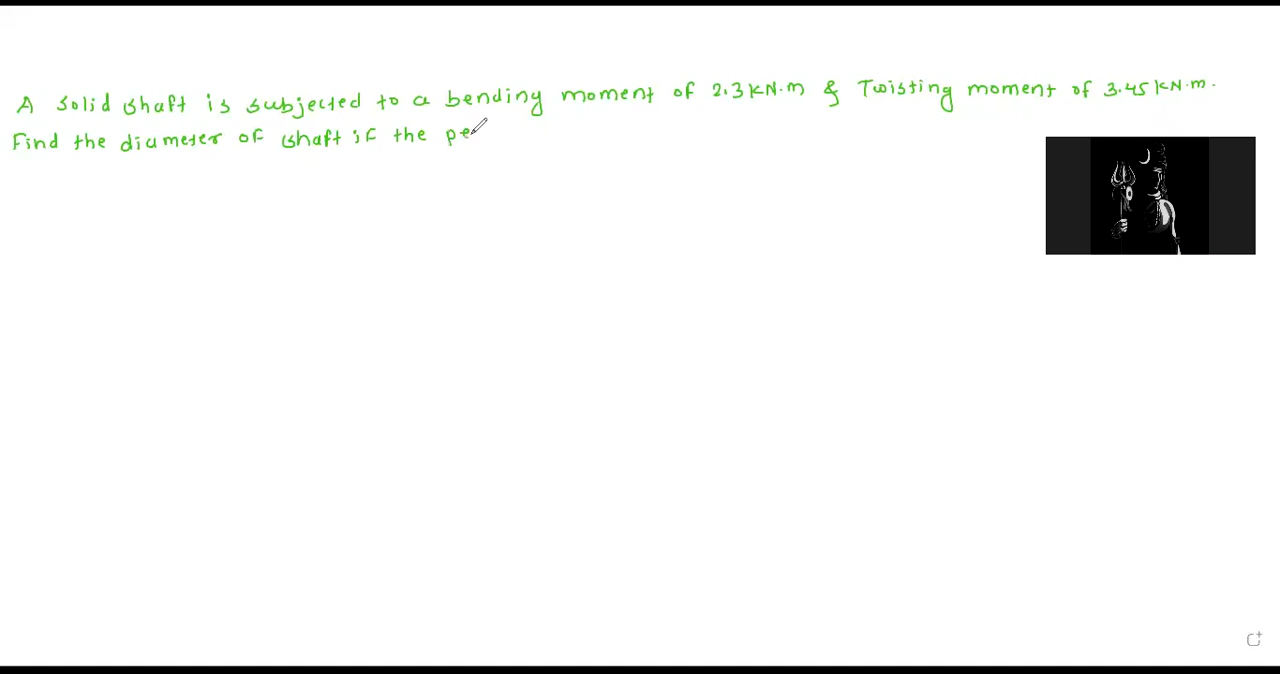 A solid shaft is subjected to a bending moment of 2.3 kN.m & Twisting moment of 3.45 kN.m.
Find the diameter of shaft if the pe